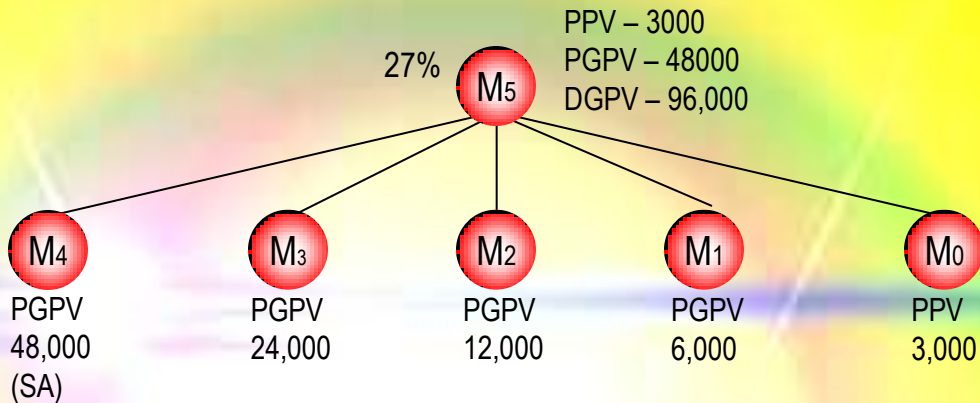 27%
M5
PPV – 3000
PGPV – 48000
DGPV – 96,000
M4
PGPV
48,000
(SA)
M3
PGPV
24,000
M2
PGPV
12,000
M1
PGPV
6,000
M0
PPV
3,000